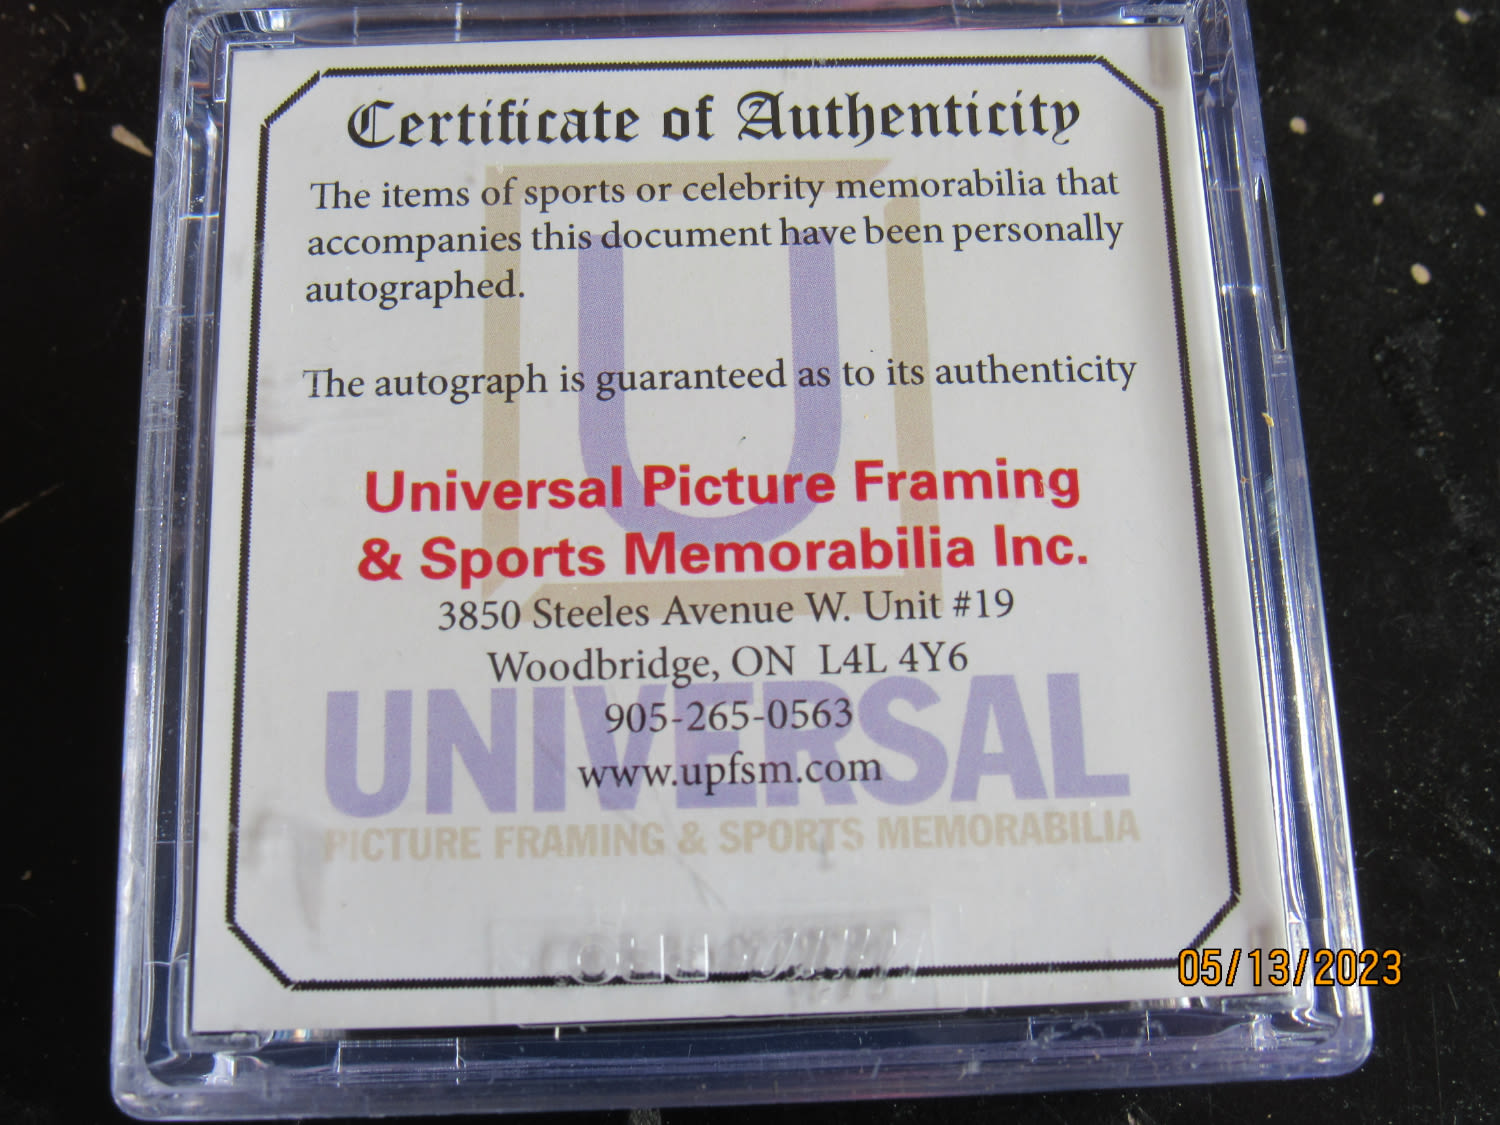 Certificate of Authenticity
The items of sports or celebrity memorabilia that
accompanies this document have been personally
autographed.
The autograph is guaranteed as to its authenticity
U
Universal Picture Framing
& Sports Memorabilia Inc.
3850 Steeles Avenue W. Unit #19
Woodbridge, ON L4L 4Y6
905-265-0563
www.upfsm.com
UNIVERSAL
PICTURE FRAMING & SPORTS MEMORABILIA
05/13/2023